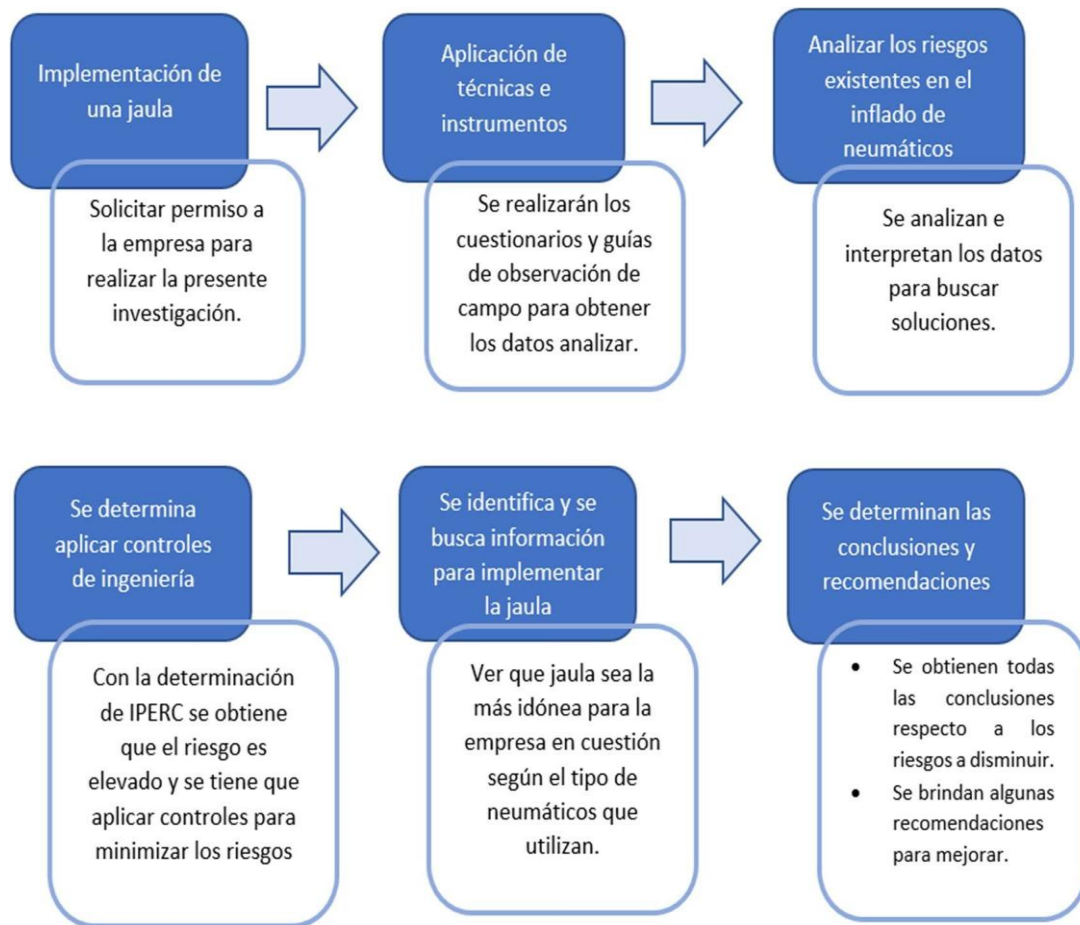 Implementación de
una jaula
Solicitar permiso a
la empresa para
realizar la presente
investigación.
Aplicación de
técnicas e
instrumentos
Se realizarán los
cuestionarios y guías
de observación de
campo para obtener
los datos analizar.
Analizar los riesgos
existentes en el
inflado de
neumáticos
Se analizan e
interpretan los datos
para buscar
soluciones.
Se determina
aplicar controles
de ingeniería
Con la determinación
de IPERC se obtiene
que el riesgo es
elevado y se tiene que
aplicar controles para
minimizar los riesgos
Se identifica y se
busca información
para implementar
la jaula
Ver que jaula sea la
más idónea para la
empresa en cuestión
según el tipo de
neumáticos que
utilizan.
Se determinan las
conclusiones y
recomendaciones
• Se obtienen todas
las conclusiones
respecto a los
riesgos a disminuir.
• Se brindan algunas
recomendaciones
para mejorar.